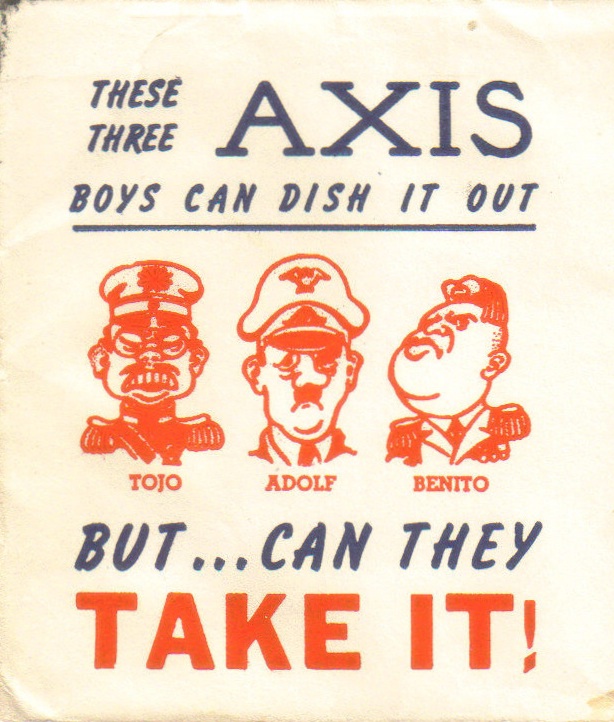 THESE
THREE AXIS
BOYS CAN DISH IT OUT
TOJO ADOLF BENITO
BUT...CAN THEY
TAKE IT!